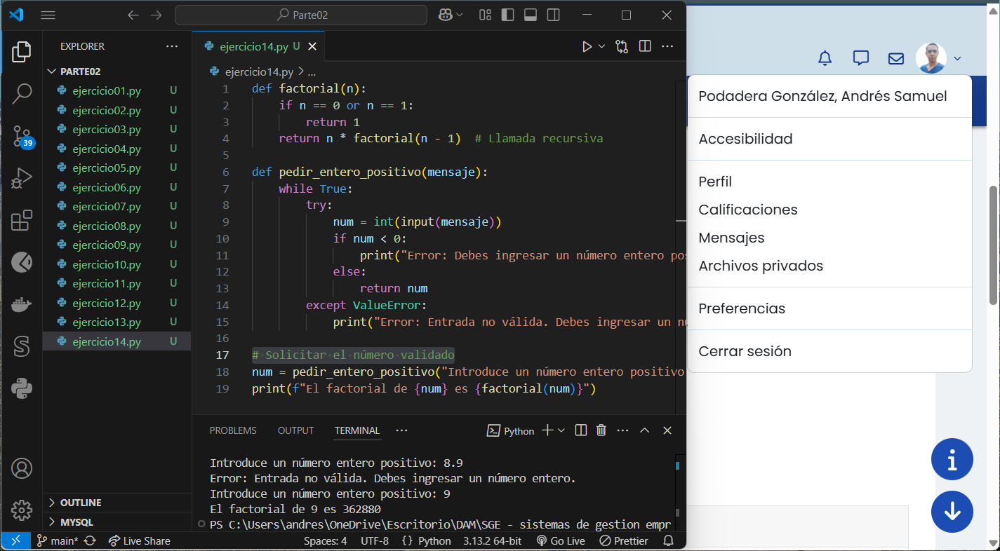 Parte02
EXPLORER
PARTE02
ejercicio01.py U
ejercicio02.py U
ejercicio03.py U
ejercicio04.py U
ejercicio05.py U
ejercicio06.py U
ejercicio07.py U
ejercicio08.py U
ejercicio09.py U
ejercicio10.py U
ejercicio11.py U
ejercicio12.py U
ejercicio13.py U
ejercicio14.py U
OUTLINE
MYSQL
39
ejercicio14.py U
ejercicio14.py > ...
1 def factorial(n):
2 if n == 0 or n == 1:
3 return 1
4 return n * factorial(n - 1) # Llamada recursiva
5
6 def pedir_entero_positivo(mensaje):
7 while True:
8 try:
9 num = int(input(mensaje))
10 if num < 0:
11 print("Error: Debes ingresar un número entero pos
12 else:
13 return num
14 except ValueError:
15 print("Error: Entrada no válida. Debes ingresar un nú
16
17 # Solicitar el número validado
18 num = pedir_entero_positivo("Introduce un número entero positivo
19 print(f"El factorial de {num} es {factorial(num)}")
PROBLEMS OUTPUT TERMINAL Python
Introduce un número entero positivo: 8.9
Error: Entrada no válida. Debes ingresar un número entero.
Introduce un número entero positivo: 9
El factorial de 9 es 362880
PS C:\Users\andres\OneDrive\Escritorio\DAM\SGE - sistemas de gestion empr
main* Live Share Spaces: 4 UTF-8 {} Python 3.13.2 64-bit Go Live Prettier
Podadera González, Andrés Samuel
Accesibilidad
Perfil
Calificaciones
Mensajes
Archivos privados
Preferencias
Cerrar sesión